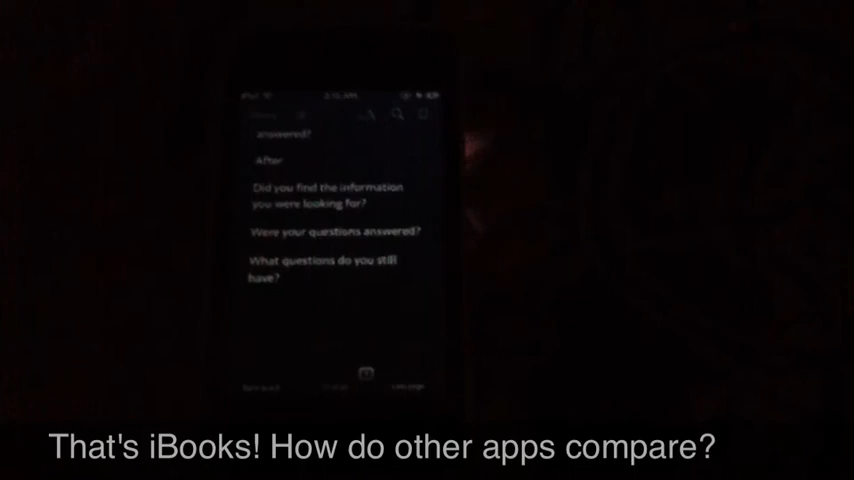 answered?
After
Did you find the information
you were looking for?
Were your questions answered?
What questions do you still
have?
That's iBooks! How do other apps compare?